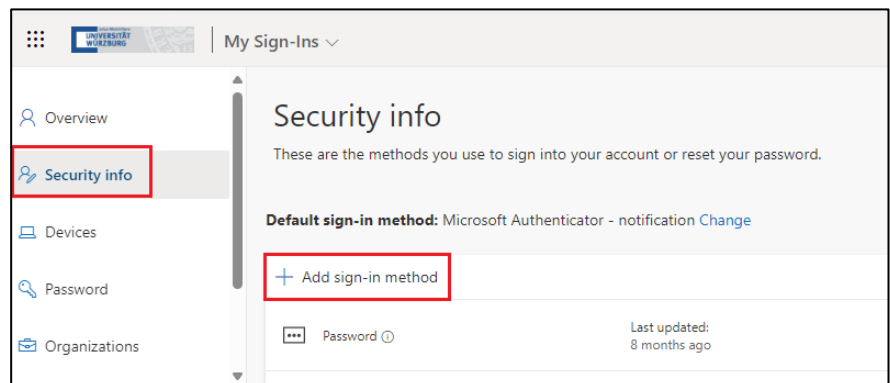 UNIVERSITÄT
WÜRZBURG
My Sign-Ins
Overview
Security info
Devices
Password
Organizations
Security info
These are the methods you use to sign into your account or reset your password.
Default sign-in method: Microsoft Authenticator - notification Change
+ Add sign-in method
Password
Last updated:
8 months ago